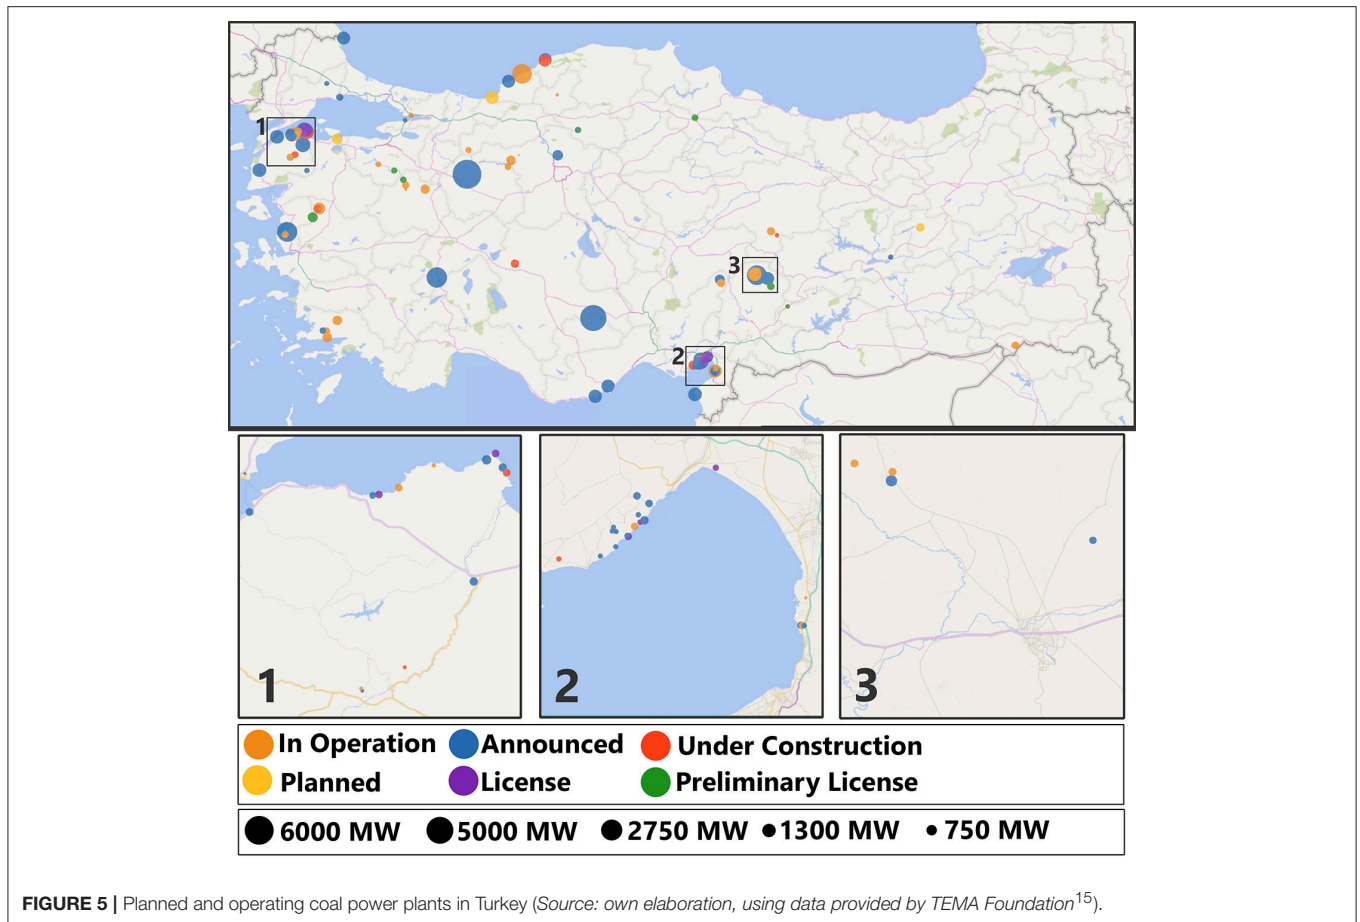 1
3
2
1
2
3
In Operation Announced Under Construction
Planned License Preliminary License
6000 MW 5000 MW 2750 MW 1300 MW 750 MW
FIGURE 5 | Planned and operating coal power plants in Turkey (Source: own elaboration, using data provided by TEMA Foundation15).